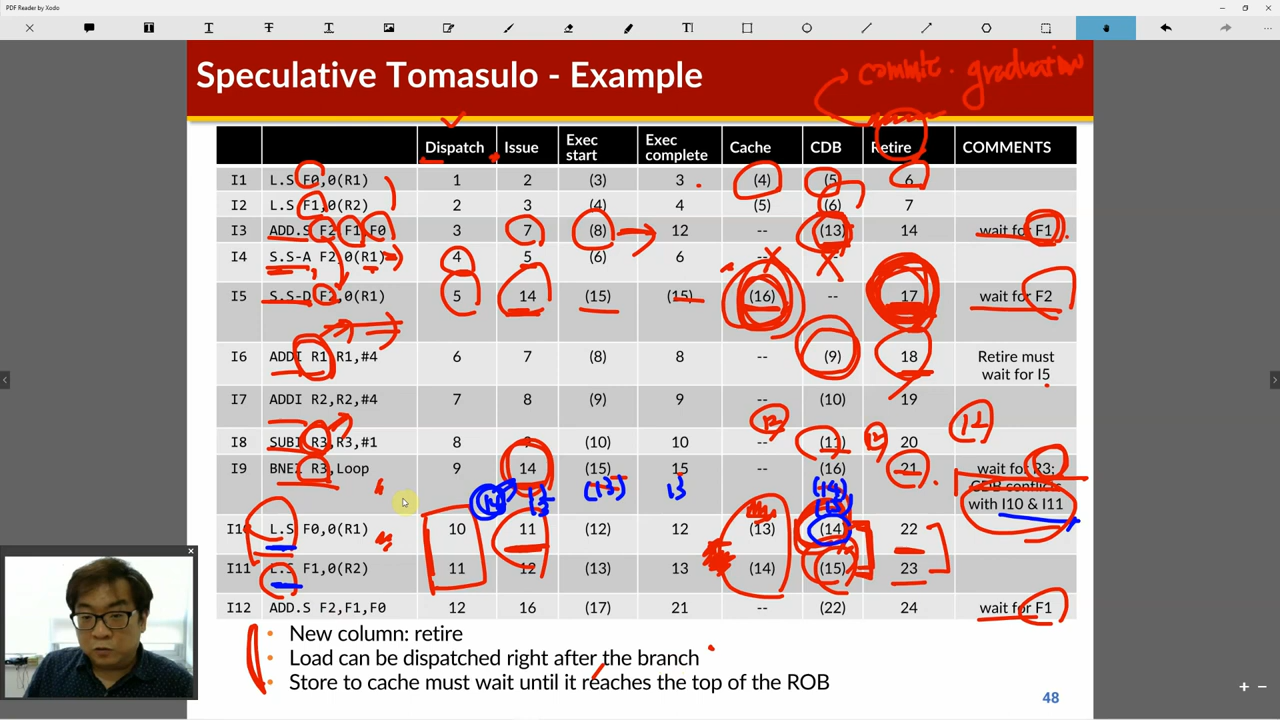 PDF Reader by Xodo
Speculative Tomasulo - Example
commit. graduation
Dispatch Issue Exec start Exec complete Cache CDB Retire COMMENTS
I1 L.S F0,0(R1) 1 2 (3) 3 (4) (5) 6
I2 L.S F1,0(R2) 2 3 (4) 4 (5) (6) 7
I3 ADD.S F2,F1,F0 3 7 (8) 12 -- (13) 14 wait for F1
I4 S.S-A F2,0(R1) 4 5 (6) 6 -- --
I5 S.S-D F2,0(R1) 5 14 (15) (15) (16) -- 17 wait for F2
I6 ADDI R1,R1,#4 6 7 (8) 8 -- (9) 18 Retire must wait for I5
I7 ADDI R2,R2,#4 7 8 (9) 9 -- (10) 19
12 12 12
I8 SUBI R3,R3,#1 8 9 (10) 10 -- (11) 20
I9 BNEZ R3,Loop 9 14 (15) 15 -- (16) 21 wait for R3; CDB conflicts with I10 & I11
(13) 13 (14)
I10 L.S F0,0(R1) 10 11 (12) 12 (13) (14) 22
I11 L.S F1,0(R2) 11 12 (13) 13 (14) (15) 23
I12 ADD.S F2,F1,F0 12 16 (17) 21 -- (22) 24 wait for F1
• New column: retire
• Load can be dispatched right after the branch
• Store to cache must wait until it reaches the top of the ROB
48